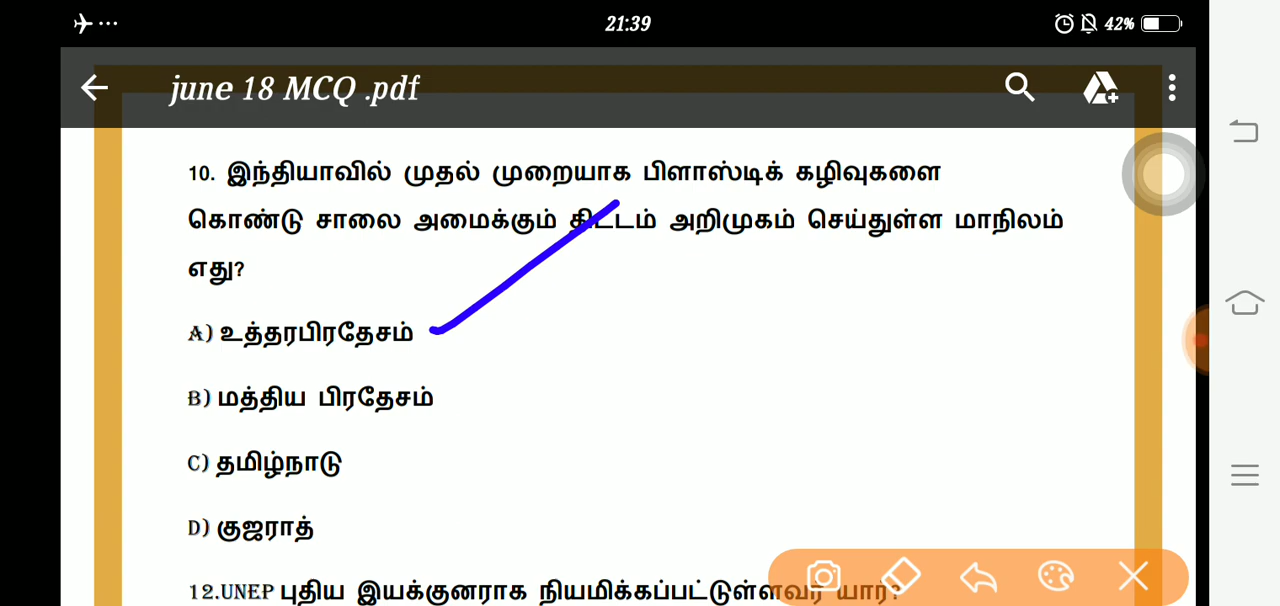 21:39
42%
june 18 MCQ .pdf
10. இந்தியாவில் முதல் முறையாக பிளாஸ்டிக் கழிவுகளை
கொண்டு சாலை அமைக்கும் திட்டம் அறிமுகம் செய்துள்ள மாநிலம்
எது?
A) உத்தரபிரதேசம்
B) மத்திய பிரதேசம்
C) தமிழ்நாடு
D) குஜராத்
12.UNEP புதிய இயக்குனராக நியமிக்கப்பட்டுள்ளவர் யார்?